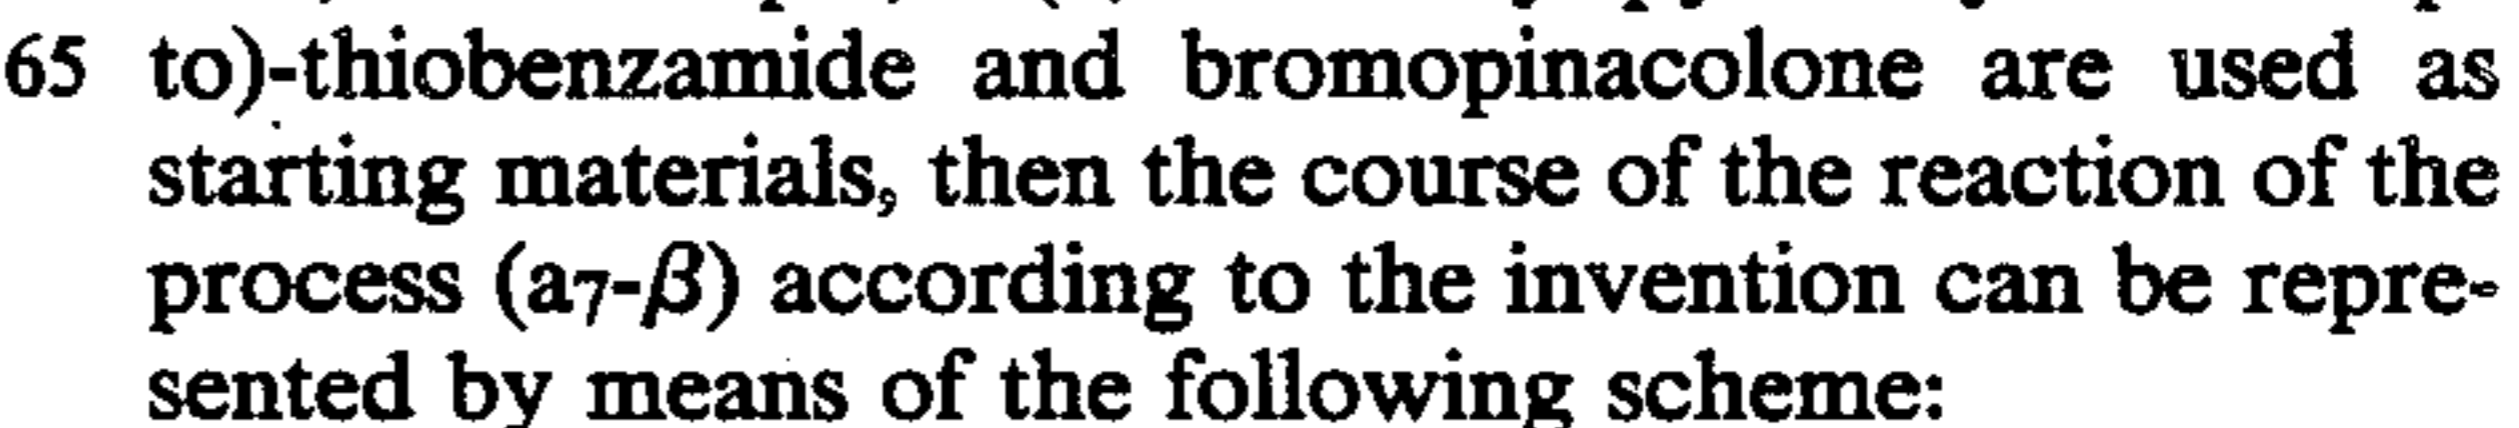 65 to)-thiobenzamide and bromopinacolone are used as
starting materials, then the course of the reaction of the
process (a7-β) according to the invention can be repre-
sented by means of the following scheme: